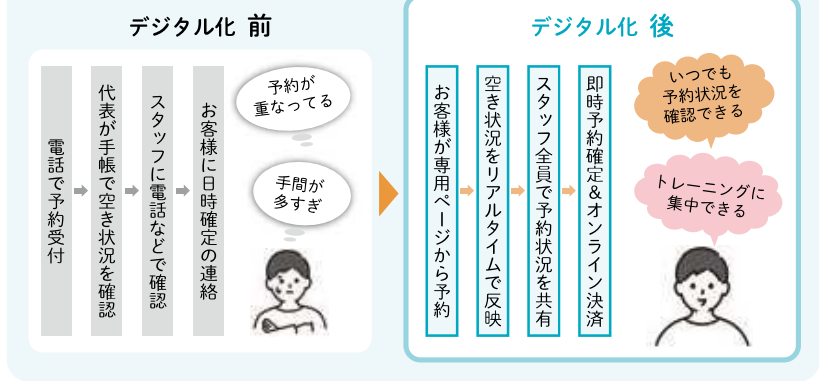 デジタル化 前
電話で予約受付
代表が手帳で空き状況を確認
スタッフに電話などで確認
お客様に日時確定の連絡
予約が
重なってる
手間が
多すぎ
デジタル化 後
お客様が専用ページから予約
空き状況をリアルタイムで反映
スタッフ全員で予約状況を共有
即時予約確定&オンライン決済
いつでも
予約状況を
確認できる
トレーニングに
集中できる